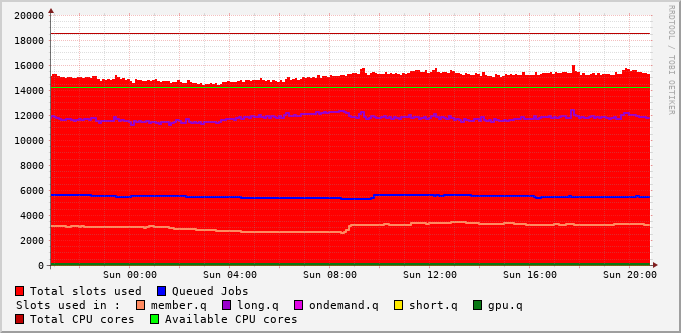 RRDTOOL / TOBI OETIKER
20000
18000
16000
14000
12000
10000
8000
6000
4000
2000
0
Sun 00:00 Sun 04:00 Sun 08:00 Sun 12:00 Sun 16:00 Sun 20:00
Total slots used Queued Jobs
Slots used in : member.q long.q ondemand.q short.q gpu.q
Total CPU cores Available CPU cores